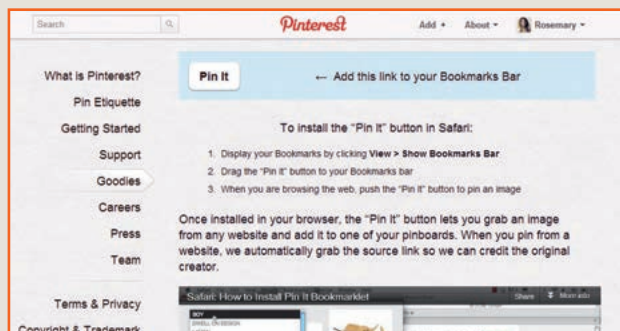 Search
Pinterest
Add +
About
Rosemary
What is Pinterest?
Pin Etiquette
Getting Started
Support
Goodies
Careers
Press
Team
Terms & Privacy
Copyright & Trademark
Pin It
← Add this link to your Bookmarks Bar
To install the "Pin It" button in Safari:
1. Display your Bookmarks by clicking View > Show Bookmarks Bar
2. Drag the "Pin It" button to your Bookmarks bar
3. When you are browsing the web, push the "Pin It" button to pin an image
Once installed in your browser, the "Pin It" button lets you grab an image
from any website and add it to one of your pinboards. When you pin from a
website, we automatically grab the source link so we can credit the original
creator.
Safari: How to Install Pin It Bookmarklet
Share
More info
BOY
DWELL ON DESIGN